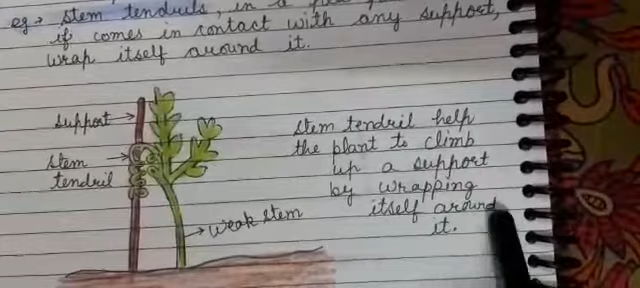 eg → stem tendrils, in a
if comes in contact with any support,
wrap itself around it.
support
stem
tendril
weak stem
stem tendril help
the plant to climb
up a support
by wrapping
itself around
it.